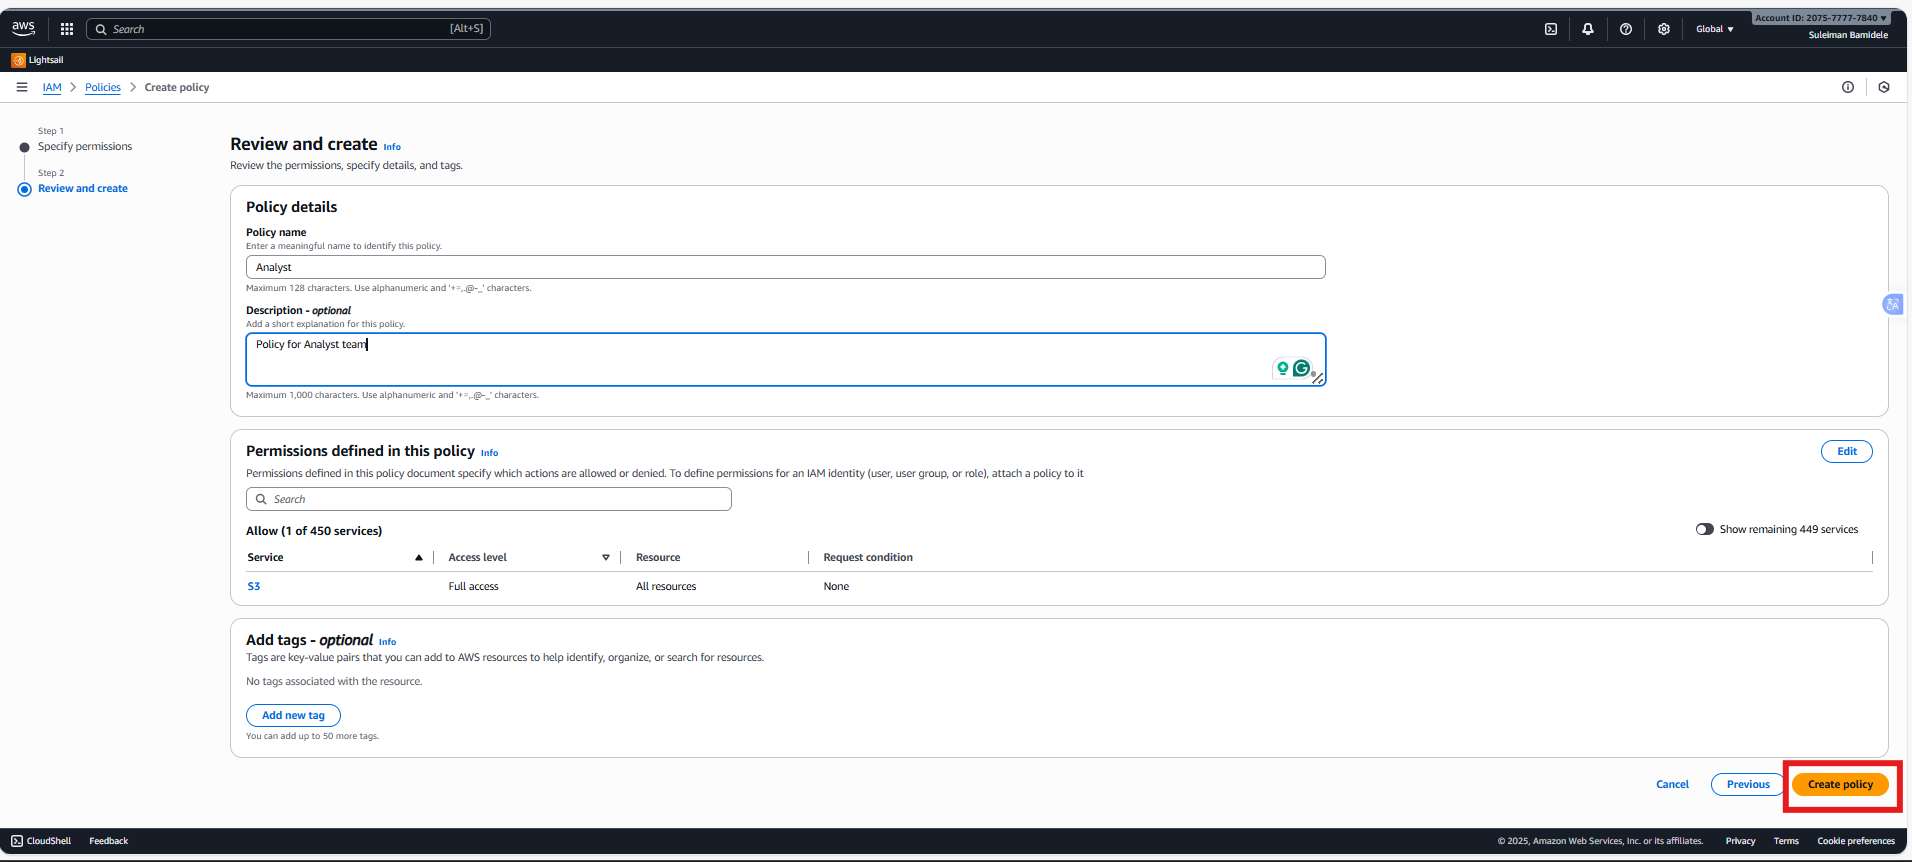 aws
Search [Alt+S]
Global ▼
Account ID: 2075-7777-7840 ▼
Suleiman Bamidele
Lightsail
IAM > Policies > Create policy
Step 1
Specify permissions
Step 2
Review and create
Review and create Info
Review the permissions, specify details, and tags.
Policy details
Policy name
Enter a meaningful name to identify this policy.
Analyst
Maximum 128 characters. Use alphanumeric and '+=,.@-_' characters.
Description - optional
Add a short explanation for this policy.
Policy for Analyst team
Maximum 1,000 characters. Use alphanumeric and '+=,.@-_' characters.
Permissions defined in this policy Info
Edit
Permissions defined in this policy document specify which actions are allowed or denied. To define permissions for an IAM identity (user, user group, or role), attach a policy to it
Search
Allow (1 of 450 services)
Show remaining 449 services
Service Access level Resource Request condition
S3 Full access All resources None
Add tags - optional Info
Tags are key-value pairs that you can add to AWS resources to help identify, organize, or search for resources.
No tags associated with the resource.
Add new tag
You can add up to 50 more tags.
Cancel Previous Create policy
CloudShell Feedback © 2025, Amazon Web Services, Inc. or its affiliates. Privacy Terms Cookie preferences